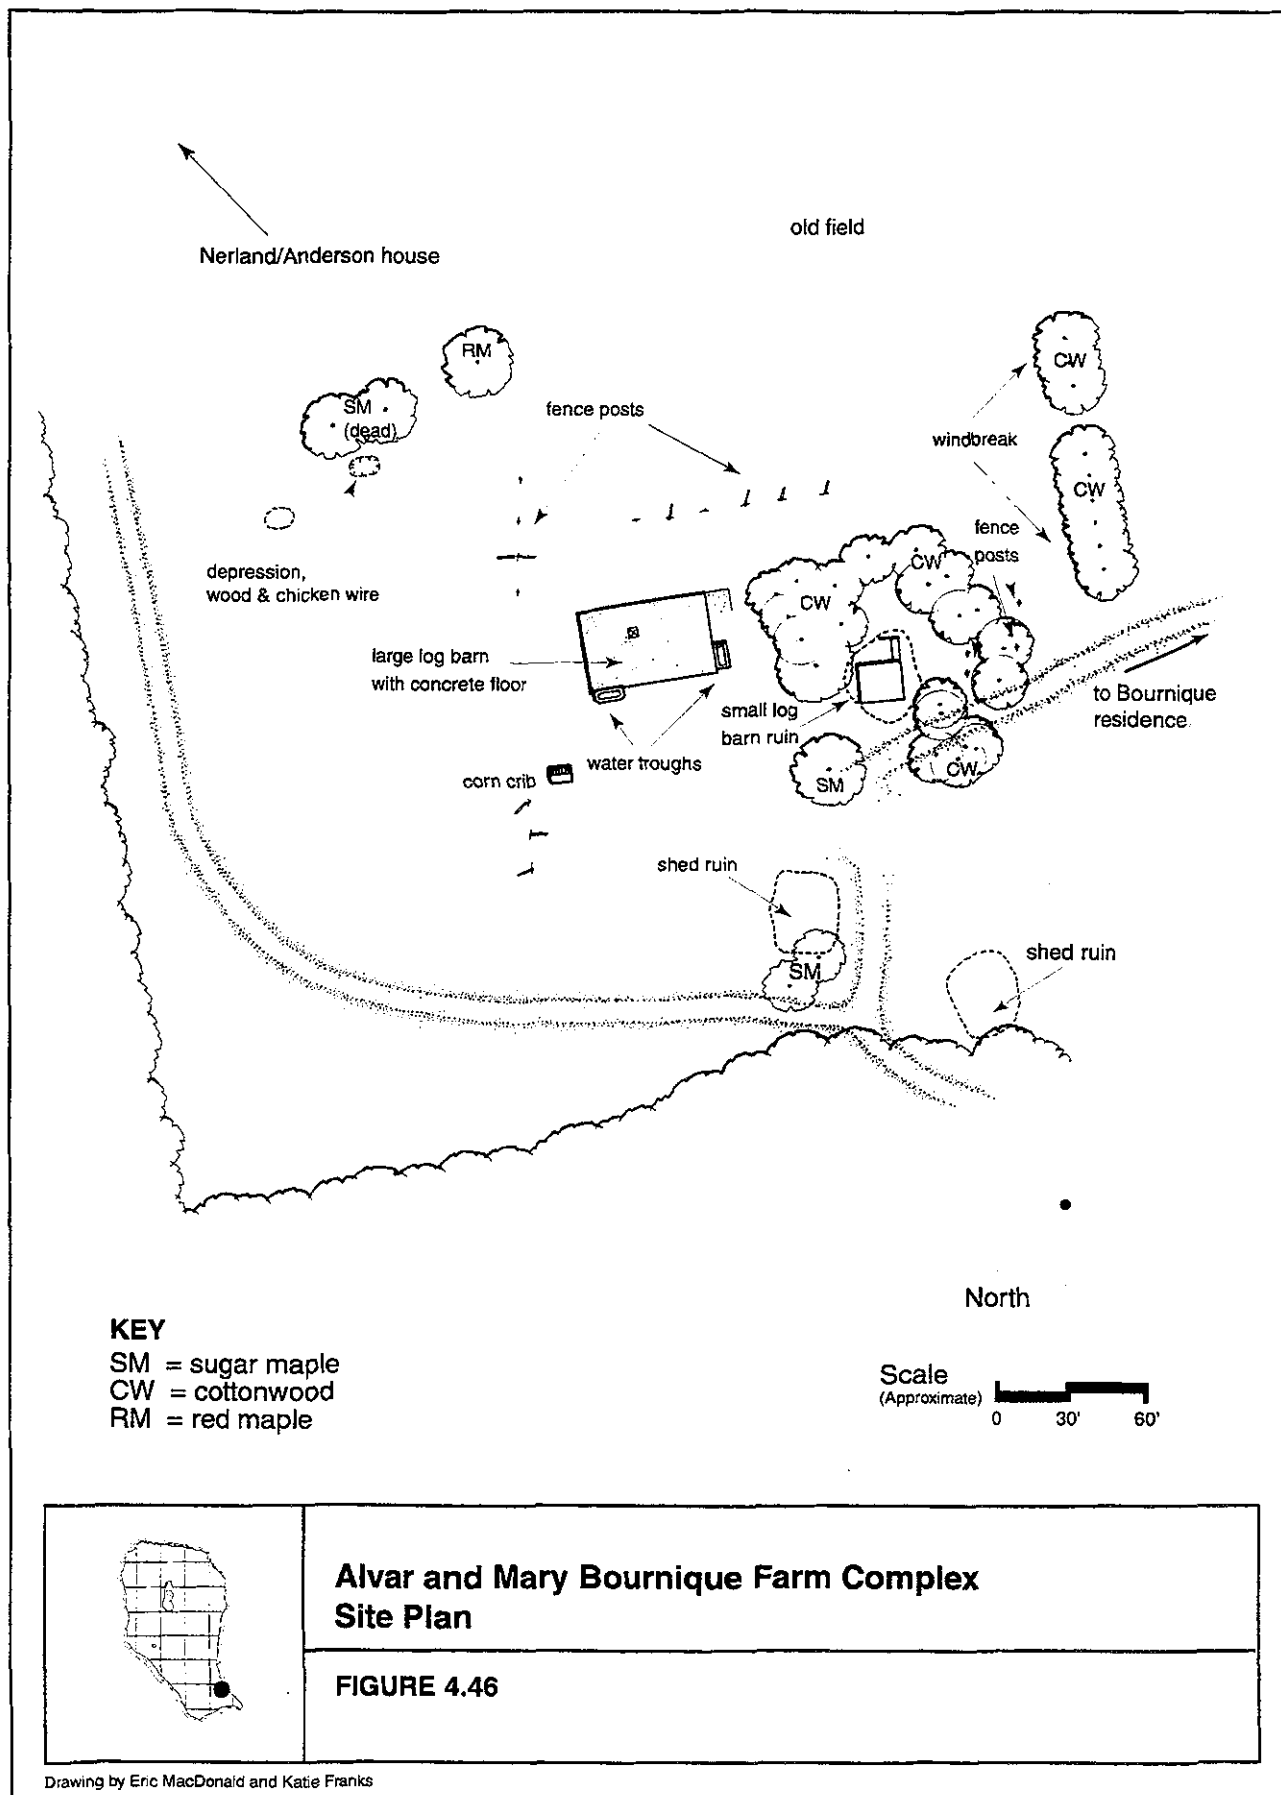 old field
Nerland/Anderson house
RM
CW
SM
(dead)
fence posts
windbreak
CW
fence
posts
CW
CW
depression,
wood & chicken wire
large log barn
with concrete floor
small log
barn ruin
to Bournique
residence
water troughs
corn crib
SM
CW
shed ruin
SM
shed ruin
North
KEY
SM = sugar maple
CW = cottonwood
RM = red maple
Scale
(Approximate)
0 30' 60'
Alvar and Mary Bournique Farm Complex
Site Plan
FIGURE 4.46
Drawing by Eric MacDonald and Katie Franks